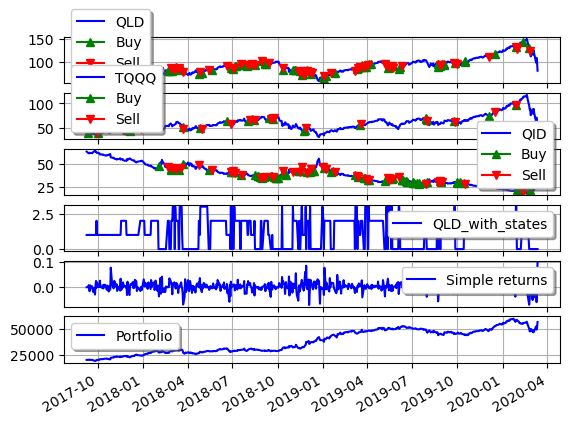 QLD
Buy
Sell
150
100
TQQQ
Buy
Sell
100
50
QID
Buy
Sell
50
25
QLD_with_states
2.5
0.0
Simple returns
0.1
0.0
Portfolio
50000
25000
2017-10
2018-01
2018-04
2018-07
2018-10
2019-01
2019-04
2019-07
2019-10
2020-01
2020-04